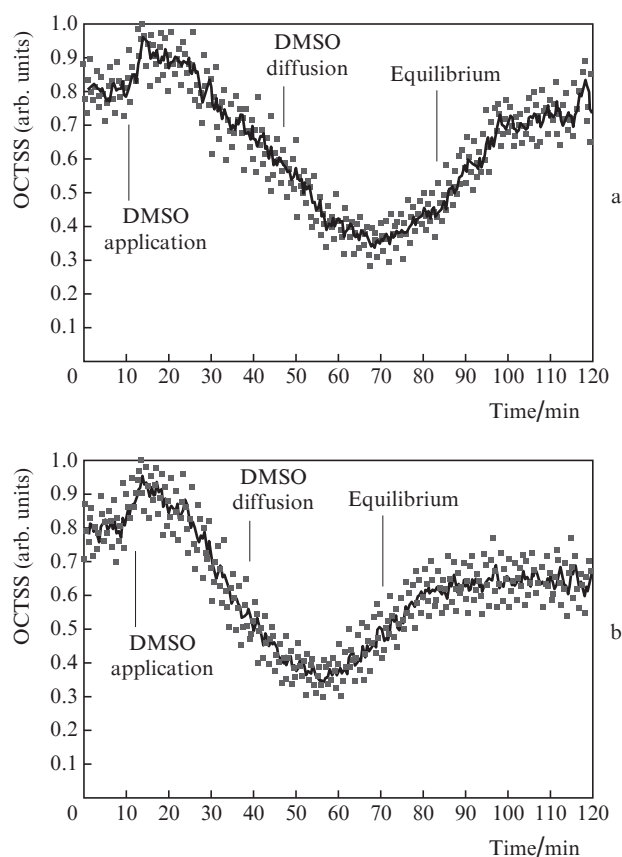 OCTSS (arb. units)
1.0
0.9
0.8
0.7
0.6
0.5
0.4
0.3
0.2
0.1
DMSO
application
DMSO
diffusion
Equilibrium
a
0 10 20 30 40 50 60 70 80 90 100 110 120
Time/min
OCTSS (arb. units)
1.0
0.9
0.8
0.7
0.6
0.5
0.4
0.3
0.2
0.1
DMSO
application
DMSO
diffusion
Equilibrium
b
0 10 20 30 40 50 60 70 80 90 100 110 120
Time/min